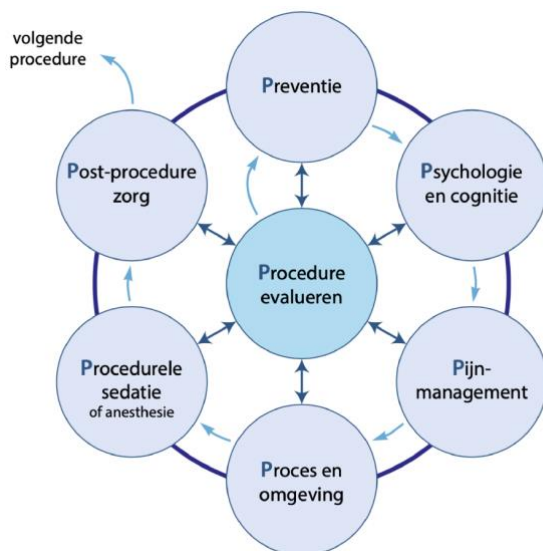 volgende
procedure
Preventie
Psychologie
en cognitie
Pijn-
management
Proces en
omgeving
Procedurele
sedatie
of anesthesie
Post-procedure
zorg
Procedure
evalueren